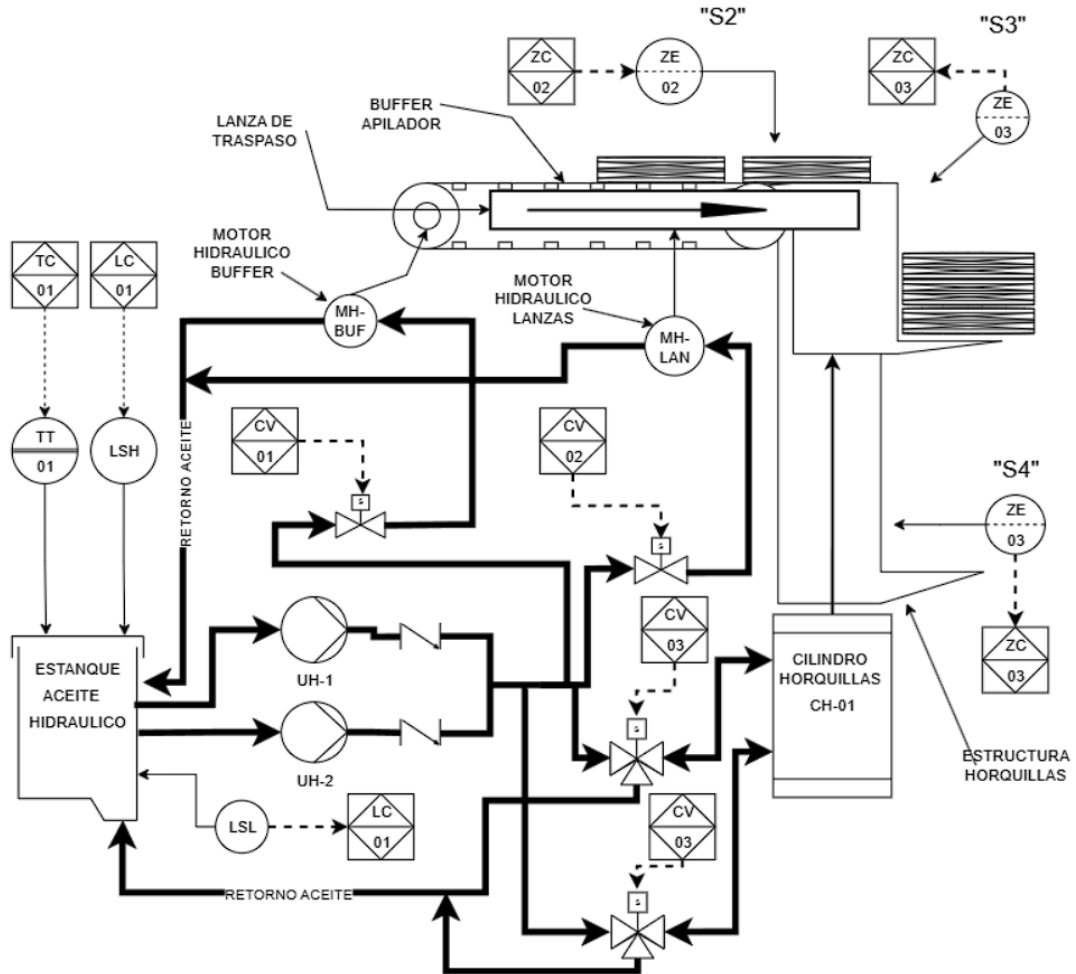 "S2"
"S3"
ZC
02
ZE
02
ZC
03
ZE
03
BUFFER
APILADOR
LANZA DE
TRASPASO
MOTOR
HIDRAULICO
BUFFER
MOTOR
HIDRAULICO
LANZAS
TC
01
LC
01
MH-
BUF
MH-
LAN
TT
01
LSH
RETORNO ACEITE
CV
01
CV
02
S
S
"S4"
ZE
03
ESTANQUE
ACEITE
HIDRAULICO
UH-1
UH-2
CV
03
S
CILINDRO
HORQUILLAS
CH-01
ZC
03
ESTRUCTURA
HORQUILLAS
LSL
LC
01
CV
03
S
RETORNO ACEITE